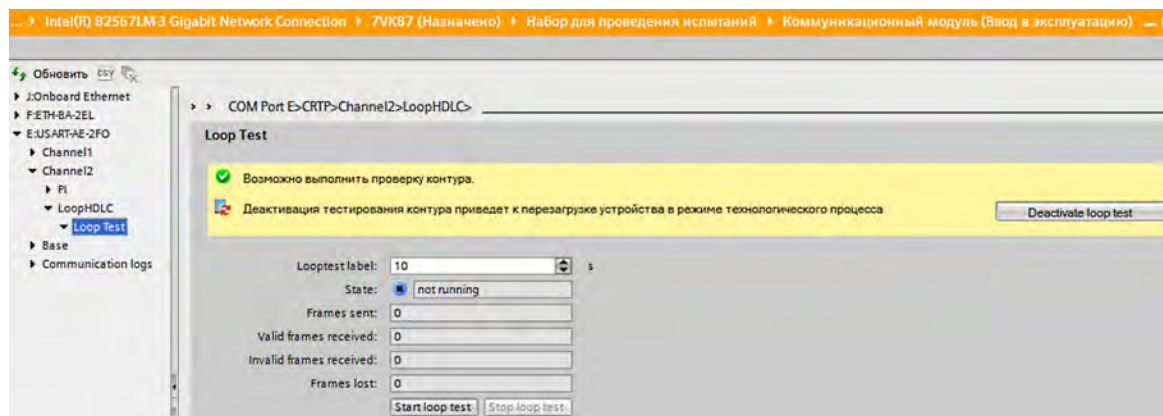 ... ▸ Intel(R) 82567LM-3 Gigabit Network Connection ▸ 7VK87 (Назначено) ▸ Набор для проведения испытаний ▸ Коммуникационный модуль (Ввод в эксплуатацию)
Обновить CSV
J:Onboard Ethernet
F:ETH-BA-2EL
E:USART-AE-2FO
Channel1
Channel2
PI
LoopHDLC
Loop Test
Base
Communication logs
COM Port E>CRTP>Channel2>LoopHDLC>
Loop Test
Возможно выполнить проверку контура.
Деактивация тестирования контура приведет к перезагрузке устройства в режиме технологического процесса
Deactivate loop test
Looptest label: 10 s
State: not running
Frames sent: 0
Valid frames received: 0
Invalid frames received: 0
Frames lost: 0
Start loop test Stop loop test